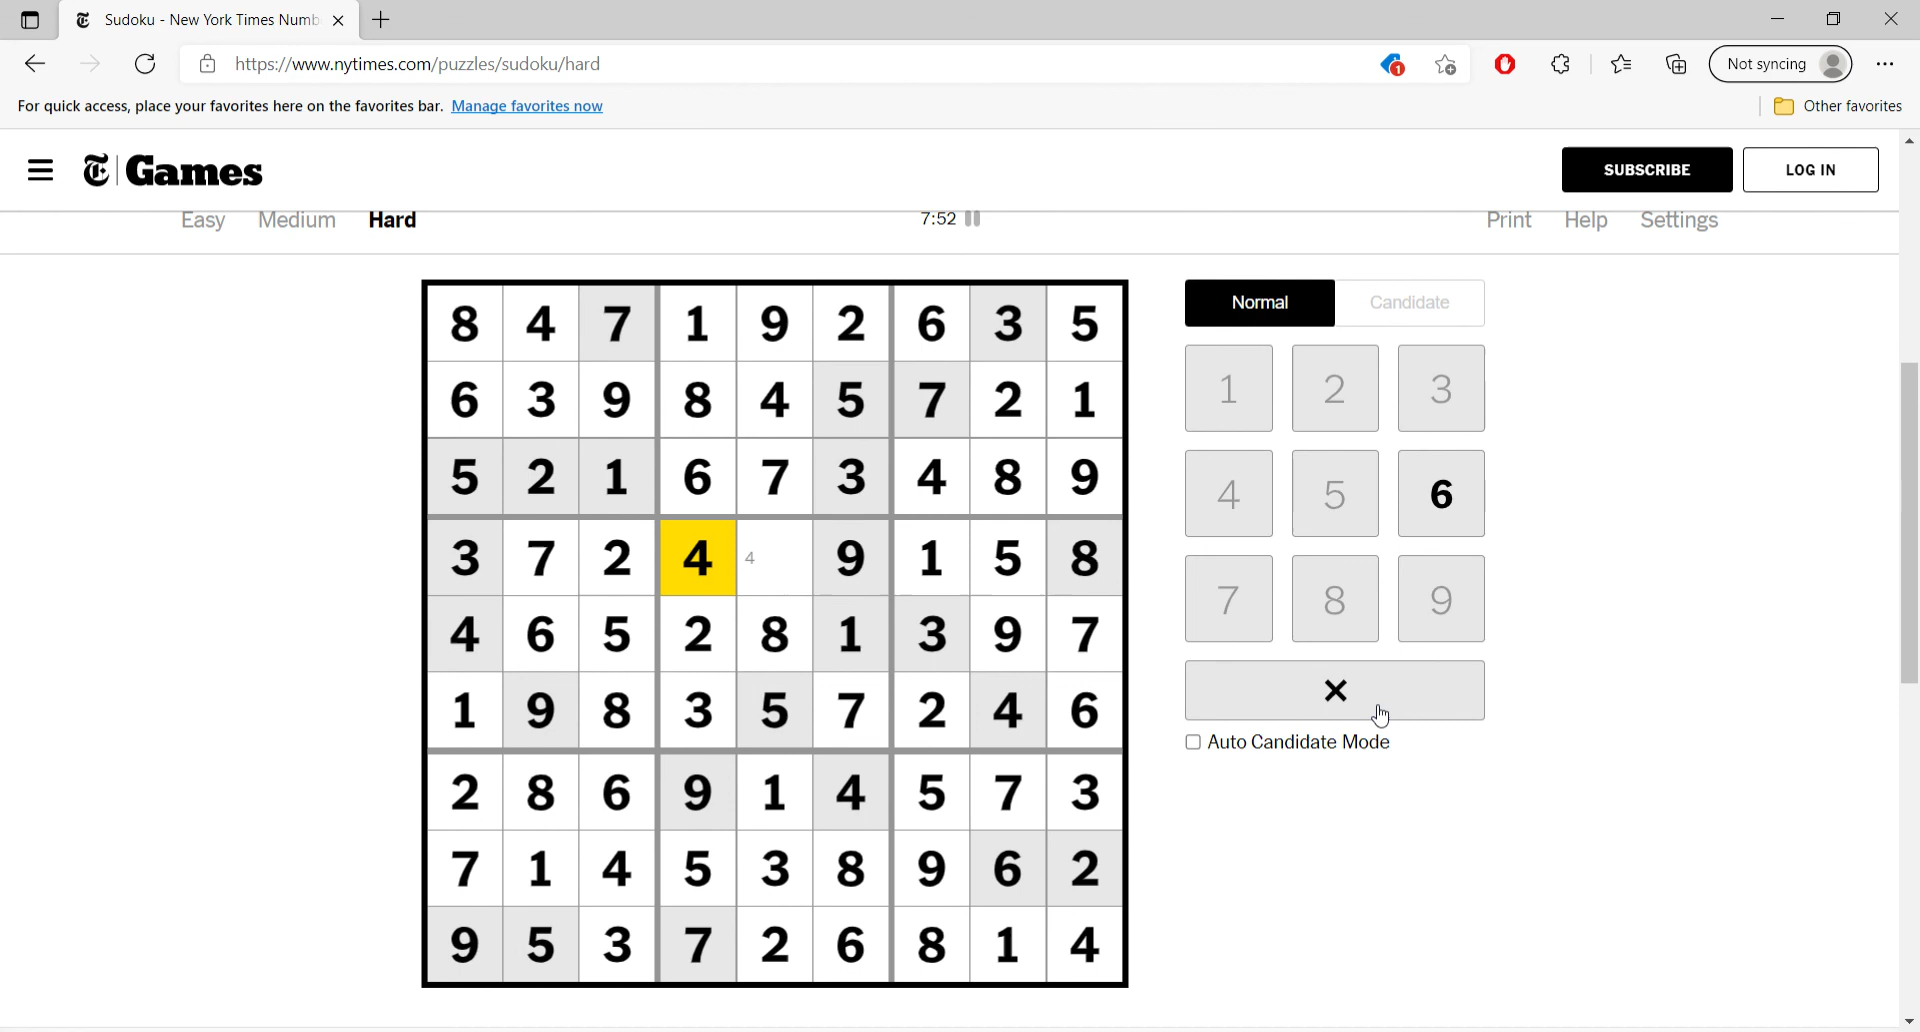 Sudoku - New York Times Numb
https://www.nytimes.com/puzzles/sudoku/hard
1
Not syncing
For quick access, place your favorites here on the favorites bar. Manage favorites now
Other favorites
T Games
SUBSCRIBE
LOG IN
Easy Medium Hard
7:52
Print Help Settings
8 4 7 1 9 2 6 3 5
6 3 9 8 4 5 7 2 1
5 2 1 6 7 3 4 8 9
3 7 2 4 4 9 1 5 8
4 6 5 2 8 1 3 9 7
1 9 8 3 5 7 2 4 6
2 8 6 9 1 4 5 7 3
7 1 4 5 3 8 9 6 2
9 5 3 7 2 6 8 1 4
Normal Candidate
1 2 3
4 5 6
7 8 9
X
Auto Candidate Mode